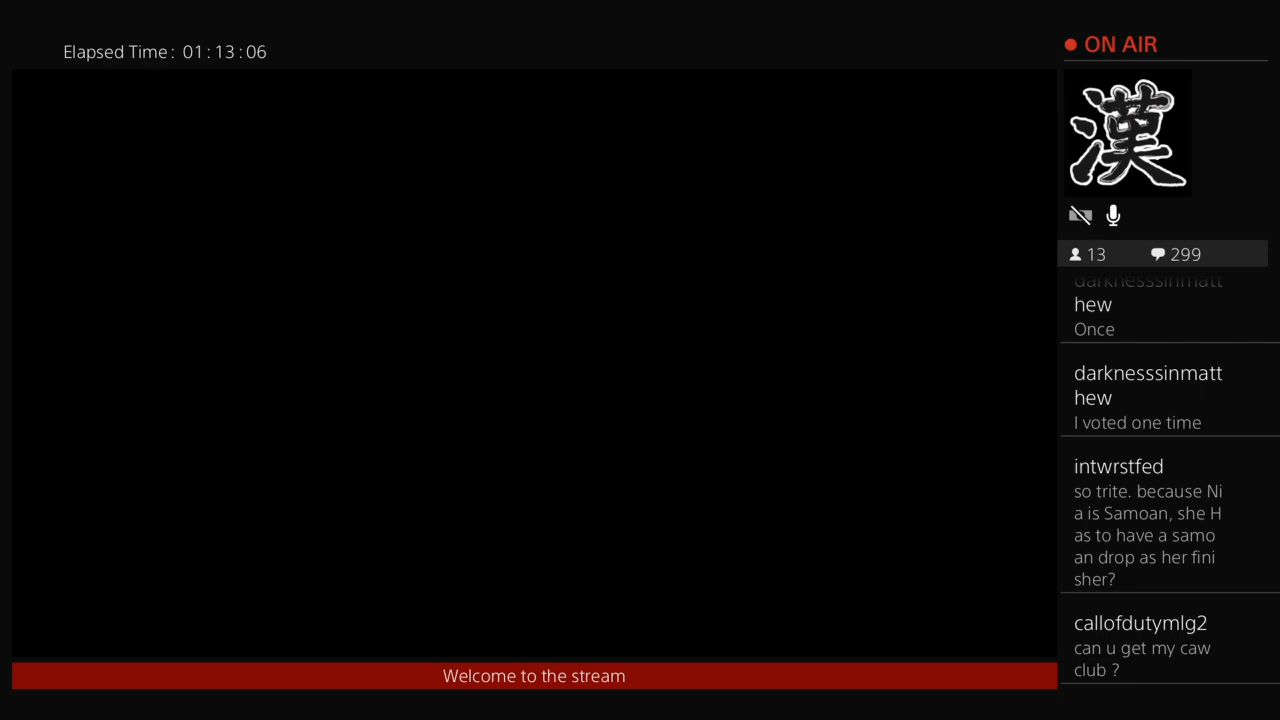 Elapsed Time: 01:13:06
ON AIR
漢
13 299
darknesssinmatt
hew
Once
darknesssinmatt
hew
I voted one time
intwrstfed
so trite. because Ni
a is Samoan, she H
as to have a samo
an drop as her fini
sher?
callofdutymlg2
can u get my caw
club ?
Welcome to the stream